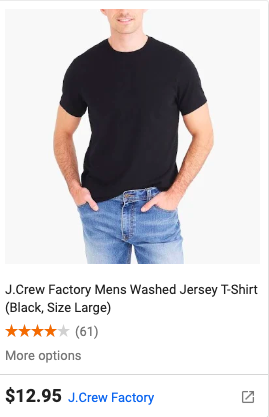 J.Crew Factory Mens Washed Jersey T-Shirt
(Black, Size Large)
(61)
More options
$12.95 J.Crew Factory